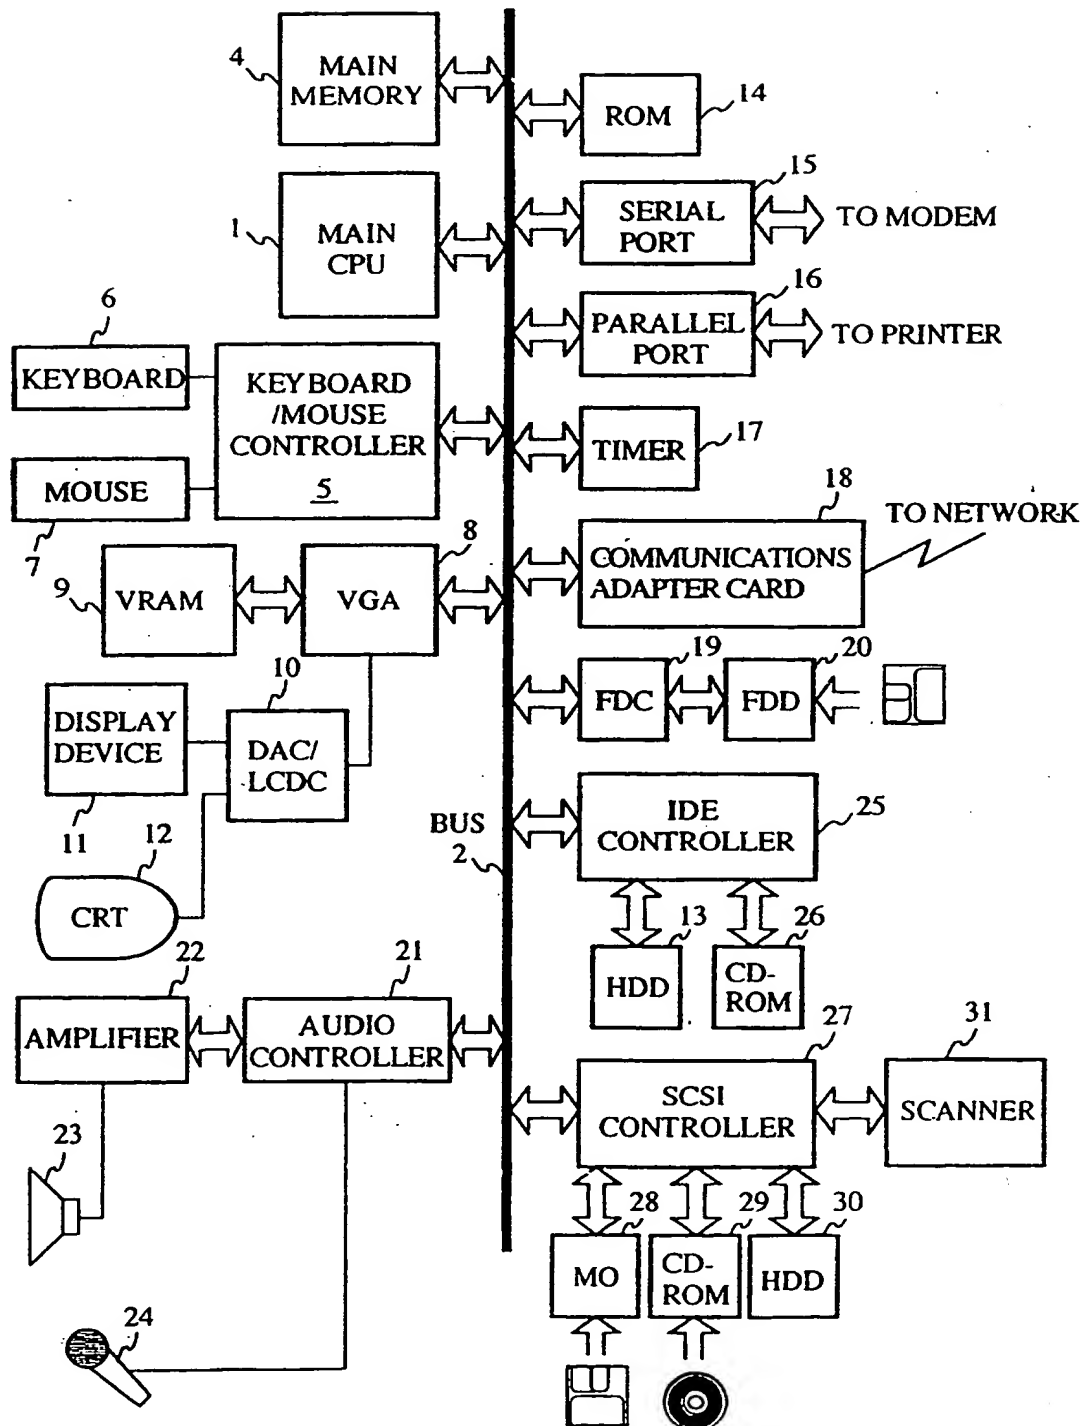 4
MAIN
MEMORY
ROM
14
1
MAIN
CPU
15
SERIAL
PORT
TO MODEM
16
PARALLEL
PORT
TO PRINTER
6
KEYBOARD
KEYBOARD
/MOUSE
CONTROLLER
5
MOUSE
7
TIMER
17
18
COMMUNICATIONS
ADAPTER CARD
TO NETWORK
9
VRAM
8
VGA
19
FDC
20
FDD
10
DISPLAY
DEVICE
11
DAC/
LCDC
BUS
2
IDE
CONTROLLER
25
12
CRT
13
HDD
26
CD-
ROM
22
AMPLIFIER
21
AUDIO
CONTROLLER
27
SCSI
CONTROLLER
31
SCANNER
23
28
MO
29
CD-
ROM
30
HDD
24